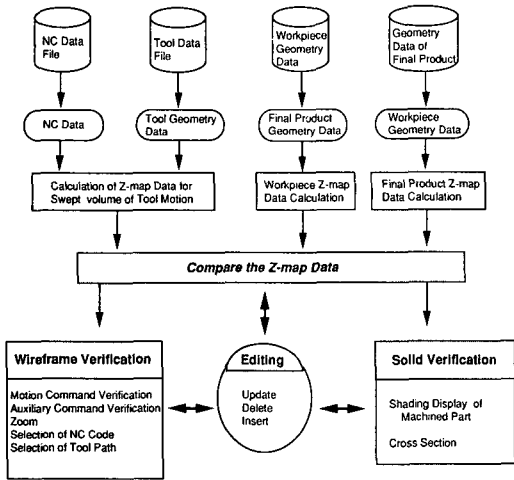 NC Data
File
Tool Data
File
Workpiece
Geometry
Data
Geometry
Data of
Final Product
NC Data
Tool Geometry
Data
Final Product
Geometry Data
Workpiece
Geometry Data
Calculation of Z-map Data for
Swept volume of Tool Motion
Workpiece Z-map
Data Calculation
Final Product Z-map
Data Calculation
Compare the Z-map Data
Wireframe Verification
Motion Command Verification
Auxiliary Command Verification
Zoom
Selection of NC Code
Selection of Tool Path
Editing
Update
Delete
Insert
Solid Verification
Shading Display of
Machined Part
Cross Section